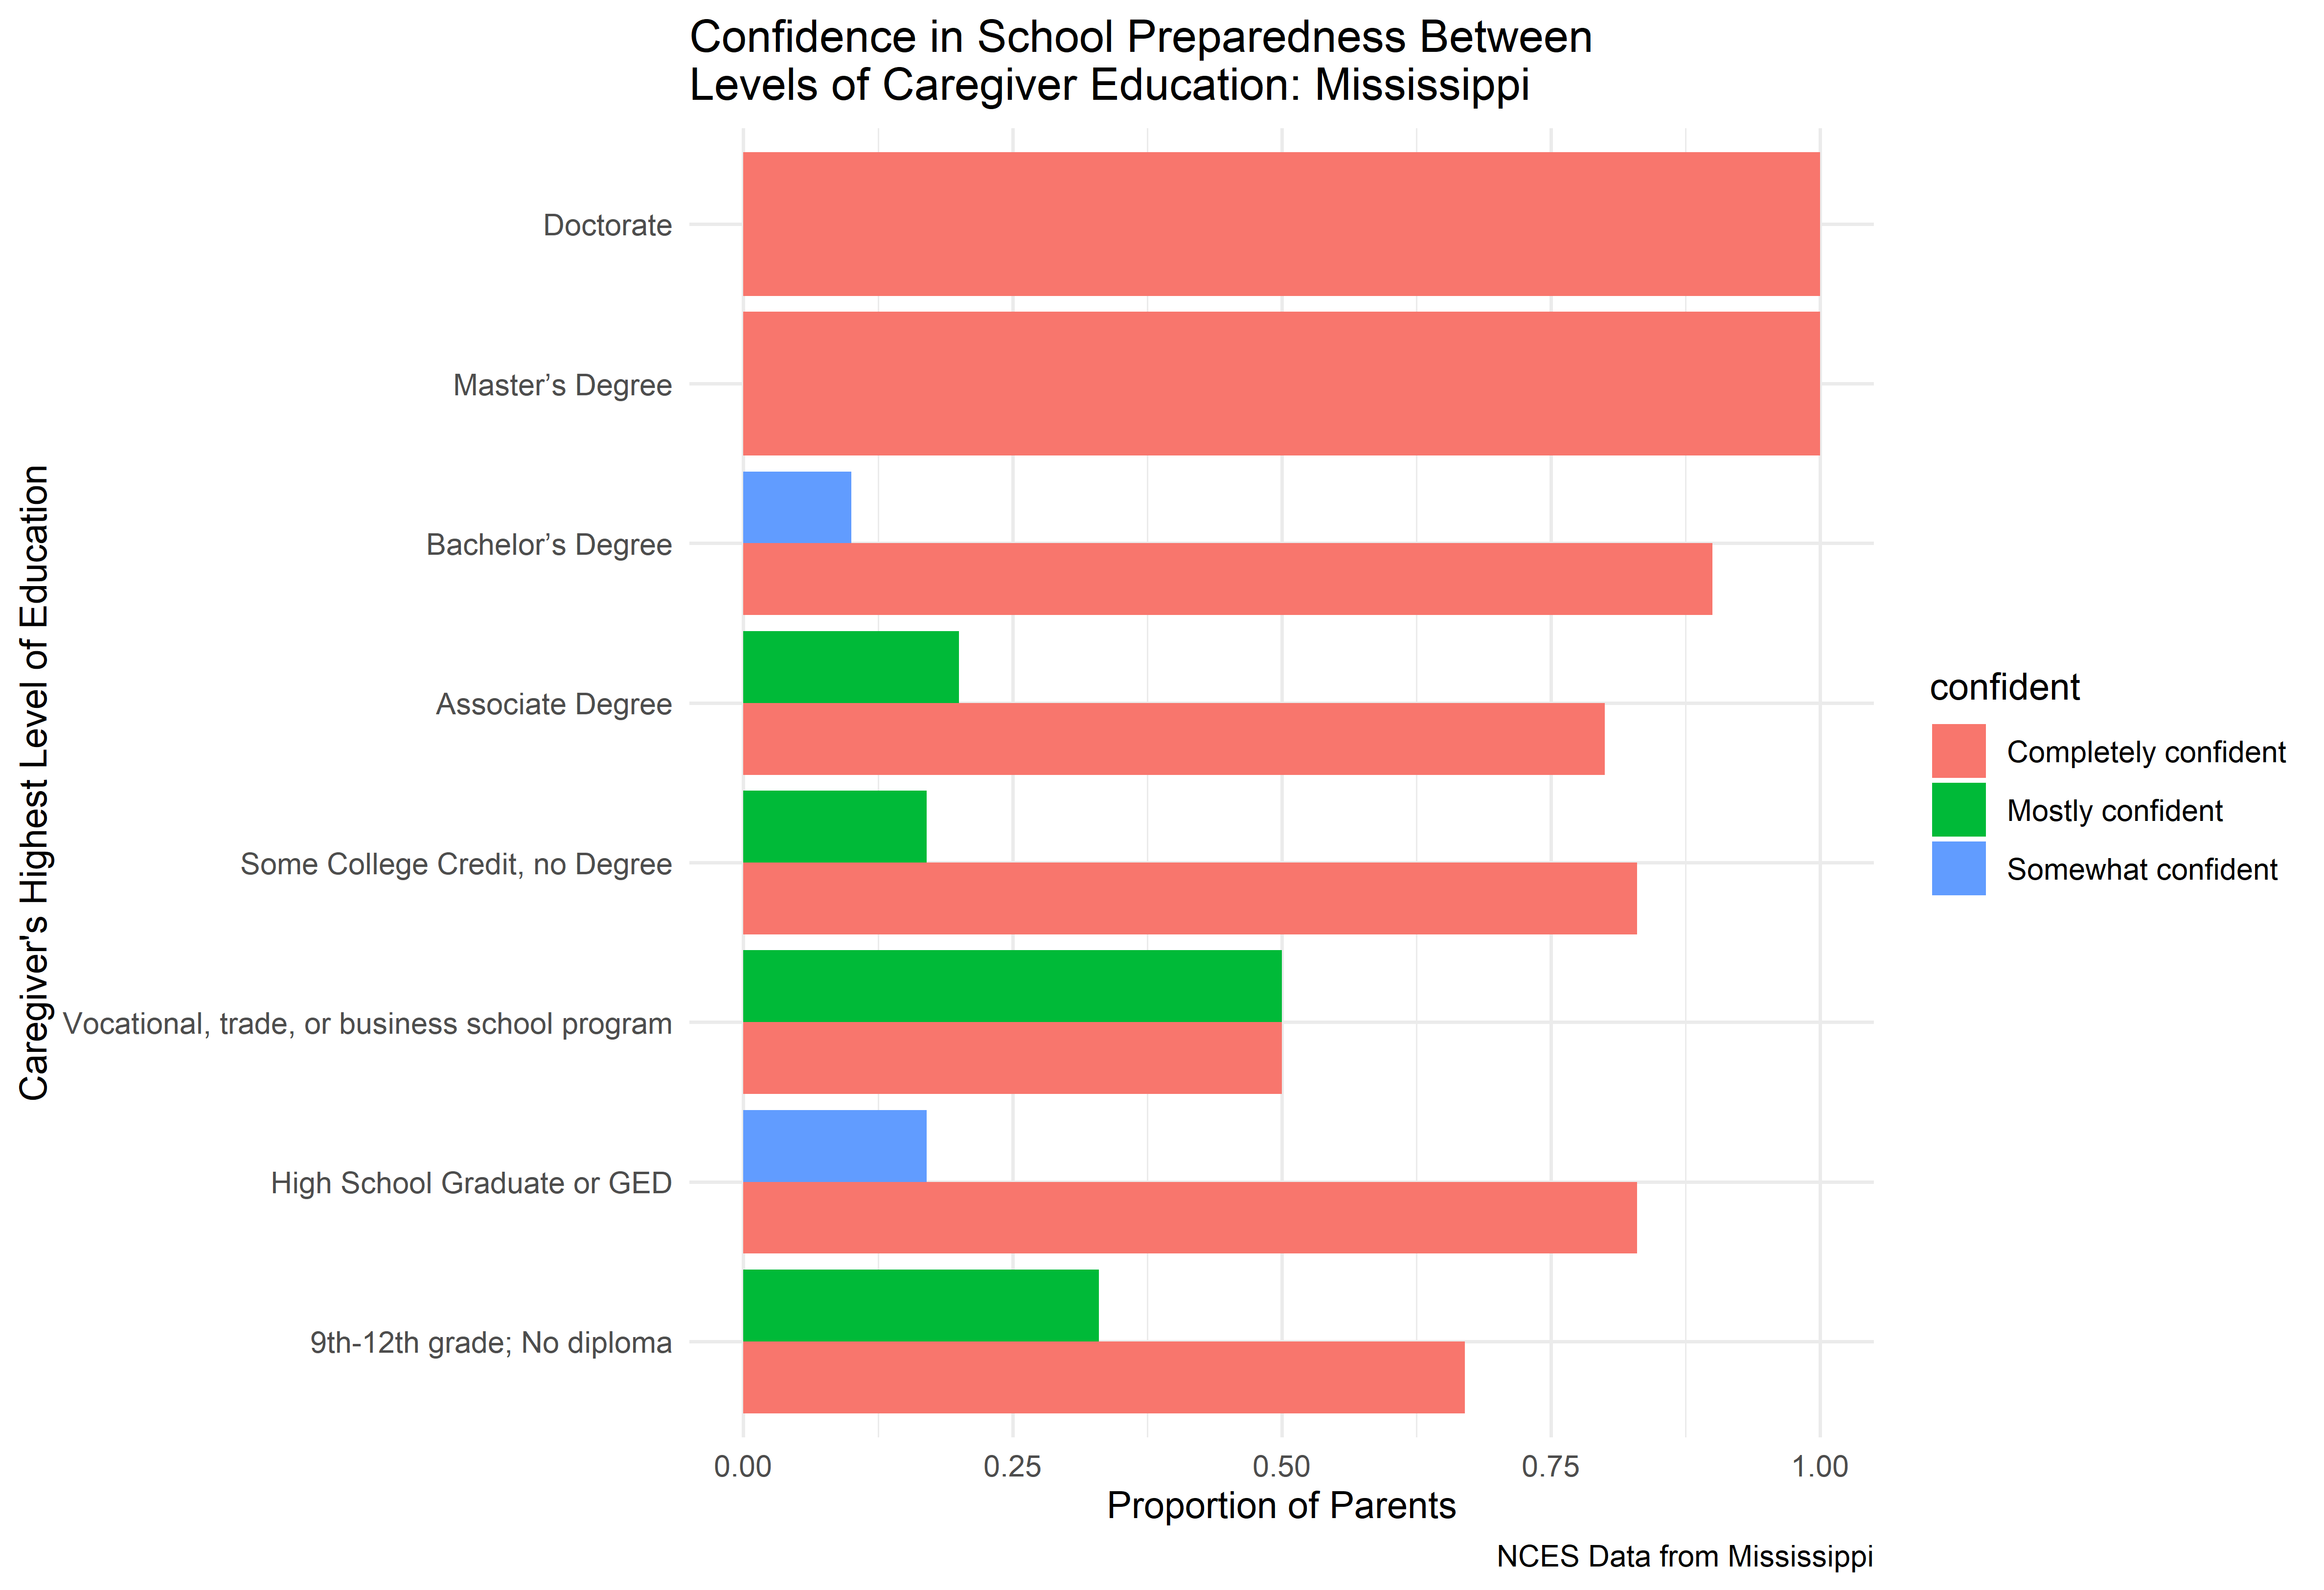 Confidence in School Preparedness Between
Levels of Caregiver Education: Mississippi
Caregiver's Highest Level of Education
Doctorate
Master’s Degree
Bachelor’s Degree
Associate Degree
Some College Credit, no Degree
Vocational, trade, or business school program
High School Graduate or GED
9th-12th grade; No diploma
0.00 0.25 0.50 0.75 1.00
Proportion of Parents
confident
Completely confident
Mostly confident
Somewhat confident
NCES Data from Mississippi